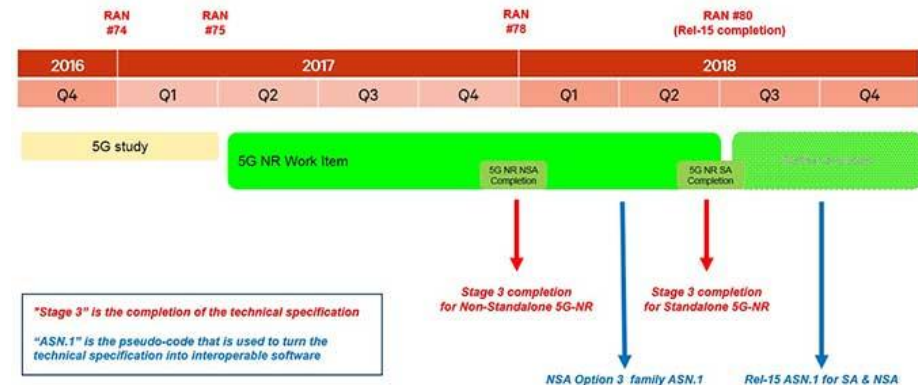 RAN #74
RAN #75
RAN #78
RAN #80
(Rel-15 completion)
2016
2017
2018
Q4
Q1
Q2
Q3
Q4
Q1
Q2
Q3
Q4
5G study
5G NR Work Item
5G NR NSA
Completion
5G NR SA
Completion
Stage 3 completion
for Non-Standalone 5G-NR
Stage 3 completion
for Standalone 5G-NR
"Stage 3" is the completion of the technical specification
"ASN.1" is the pseudo-code that is used to turn the
technical specification into interoperable software
NSA Option 3 family ASN.1
Rel-15 ASN.1 for SA & NSA